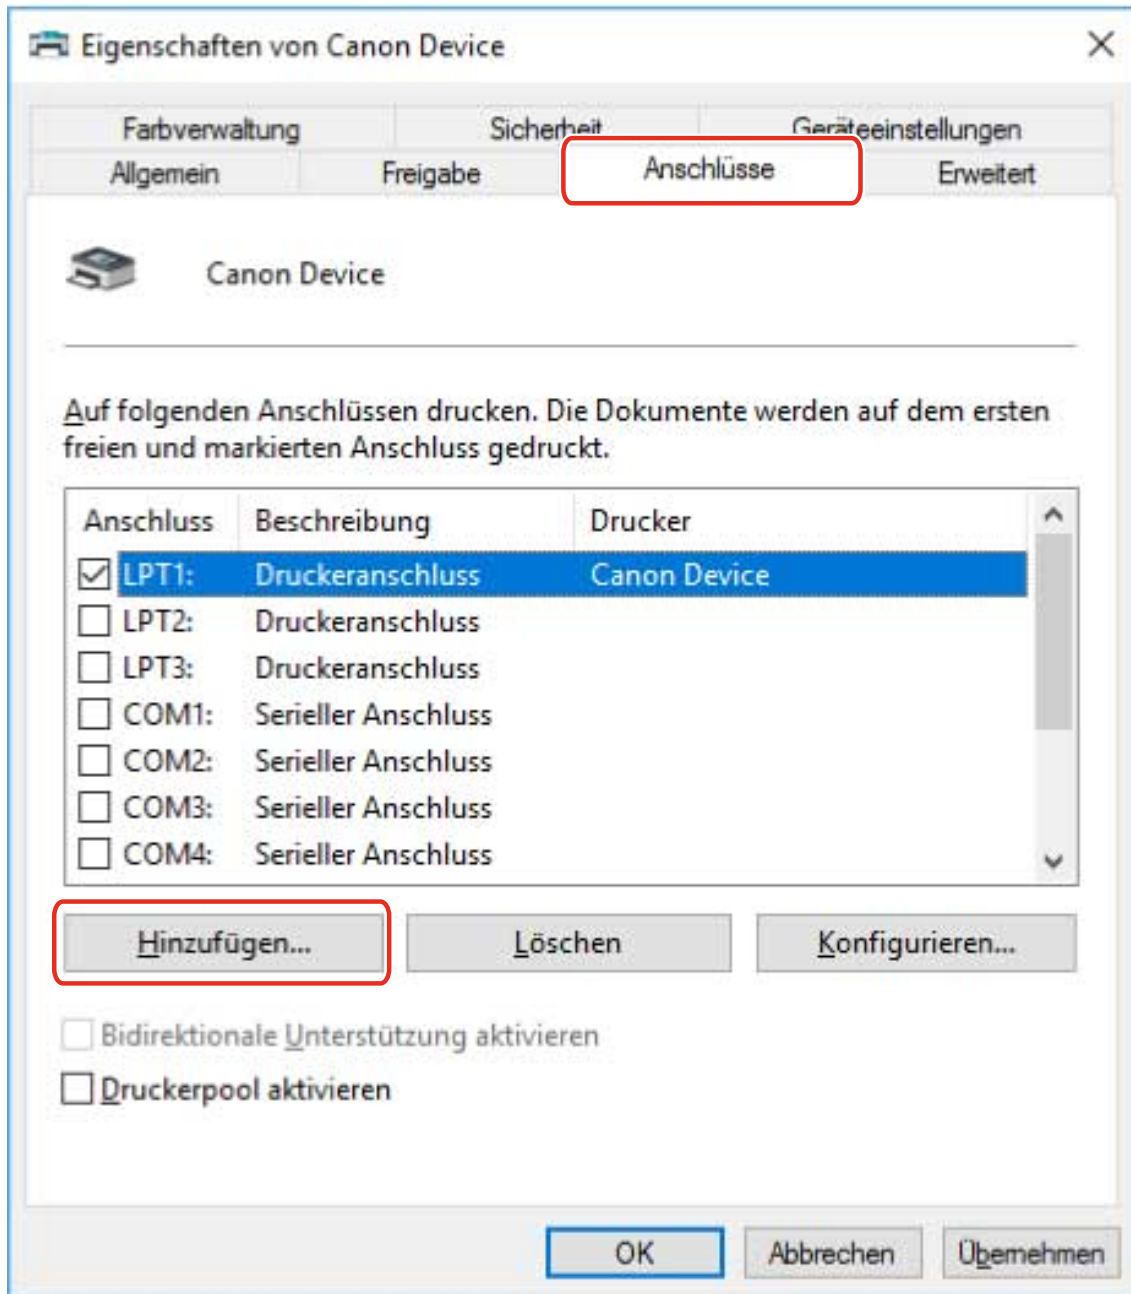 Eigenschaften von Canon Device
Farbverwaltung Sicherheit Geräteeinstellungen
Allgemein Freigabe Anschlüsse Erweitert
Canon Device
Auf folgenden Anschlüssen drucken. Die Dokumente werden auf dem ersten
freien und markierten Anschluss gedruckt.
Anschluss Beschreibung Drucker
LPT1: Druckeranschluss Canon Device
LPT2: Druckeranschluss
LPT3: Druckeranschluss
COM1: Serieller Anschluss
COM2: Serieller Anschluss
COM3: Serieller Anschluss
COM4: Serieller Anschluss
Hinzufügen... Löschen Konfigurieren...
Bidirektionale Unterstützung aktivieren
Druckerpool aktivieren
OK Abbrechen Übernehmen